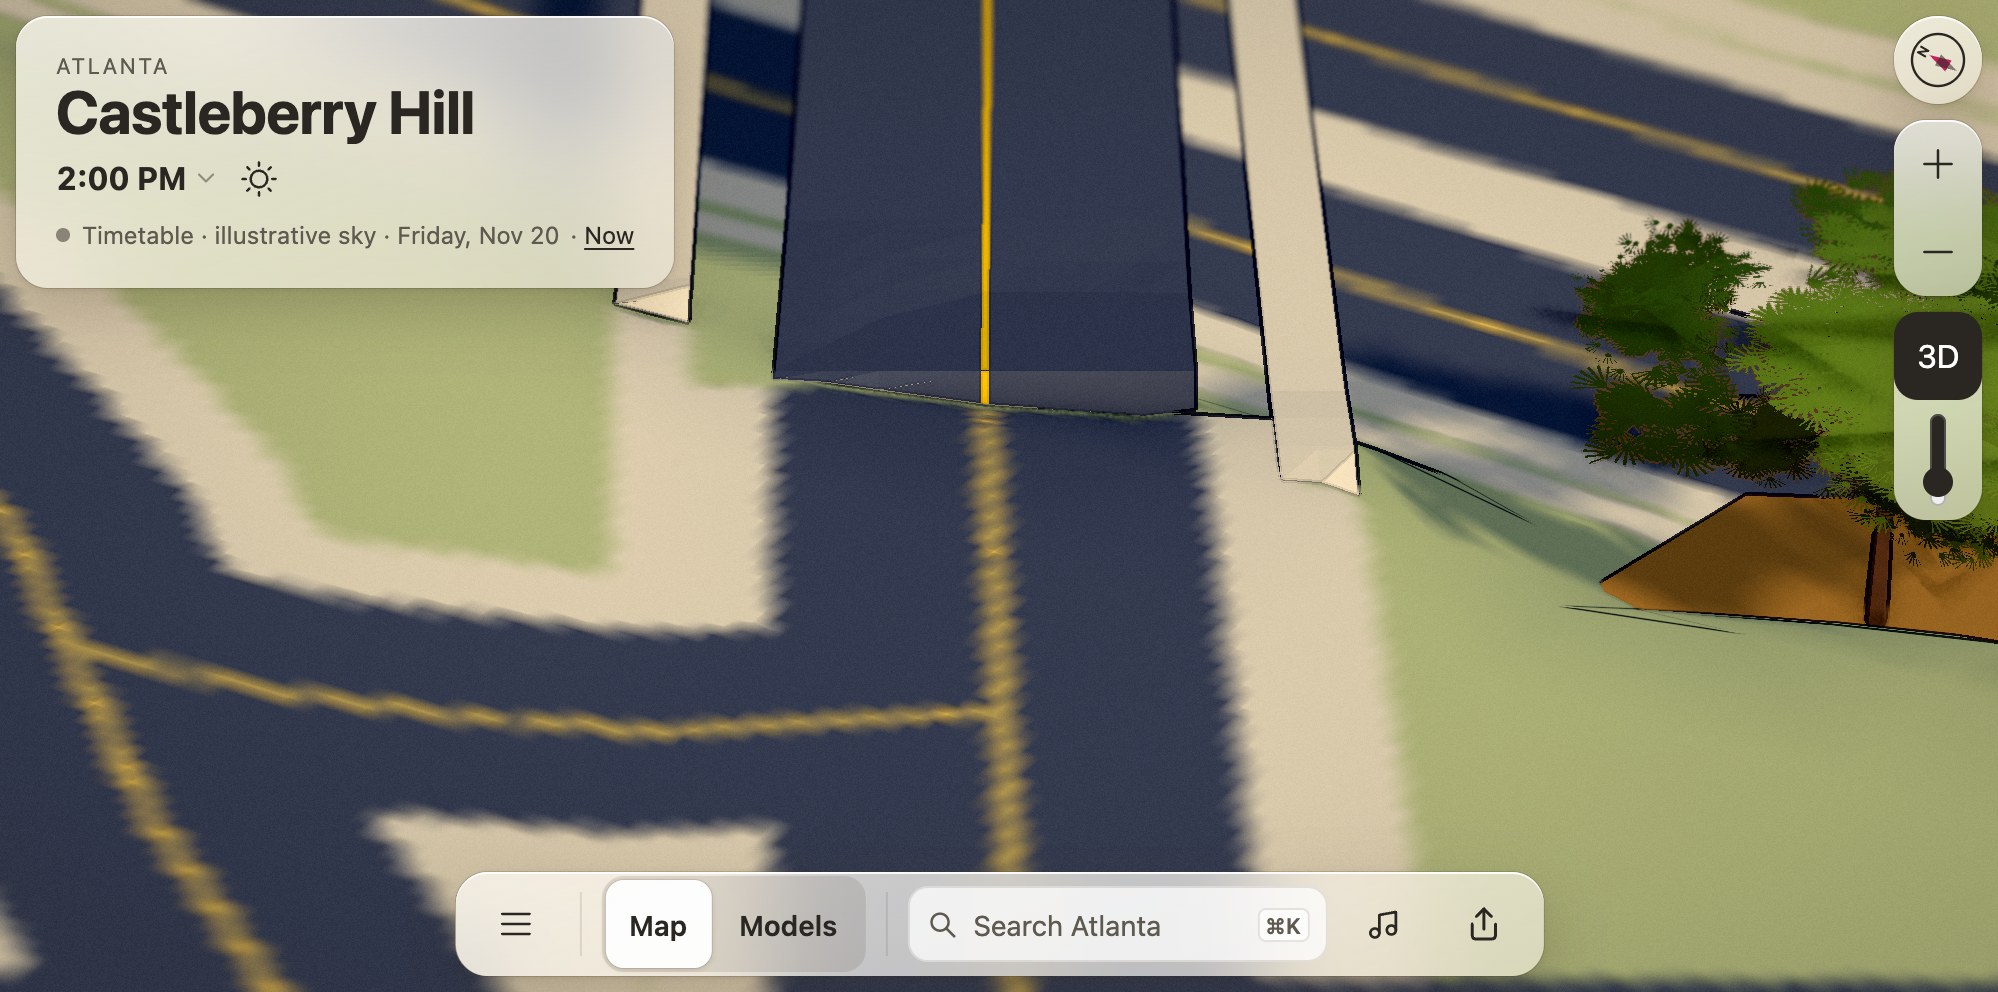 ATLANTA
Castleberry Hill
2:00 PM
Timetable · illustrative sky · Friday, Nov 20 · Now
N
3D
Map
Models
Search Atlanta
⌘K